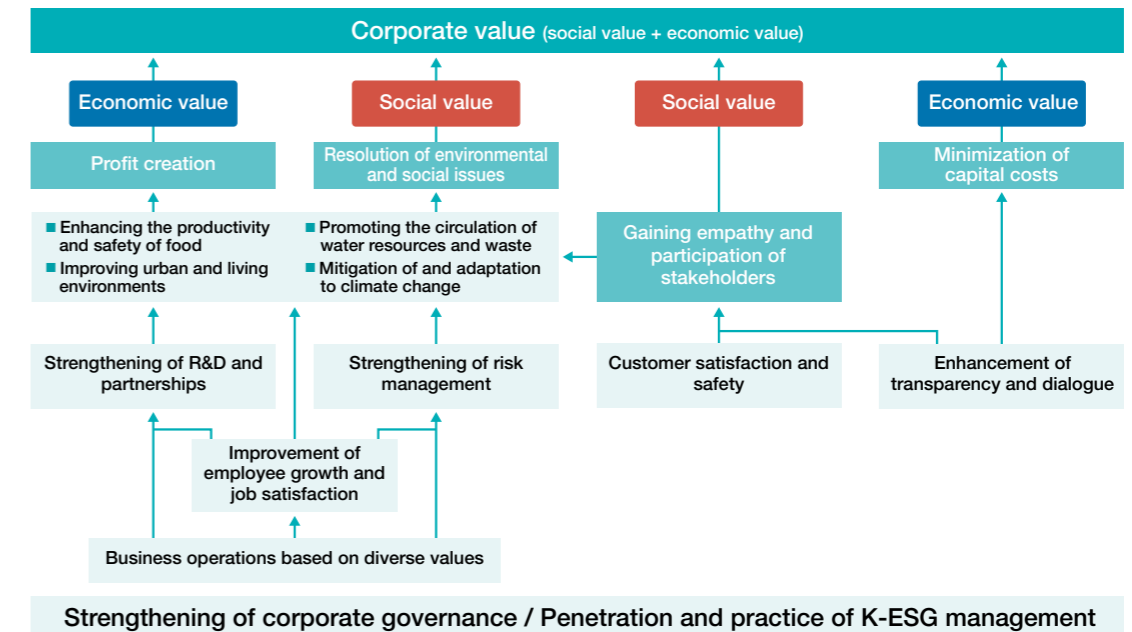 Corporate value (social value + economic value)
Economic value
Social value
Social value
Economic value
Profit creation
Resolution of environmental
and social issues
Minimization of
capital costs
■ Enhancing the productivity
and safety of food
■ Improving urban and living
environments
■ Promoting the circulation of
water resources and waste
■ Mitigation of and adaptation
to climate change
Gaining empathy and
participation of
stakeholders
Strengthening of R&D and
partnerships
Strengthening of risk
management
Customer satisfaction and
safety
Enhancement of
transparency and dialogue
Improvement of
employee growth and
job satisfaction
Business operations based on diverse values
Strengthening of corporate governance / Penetration and practice of K-ESG management